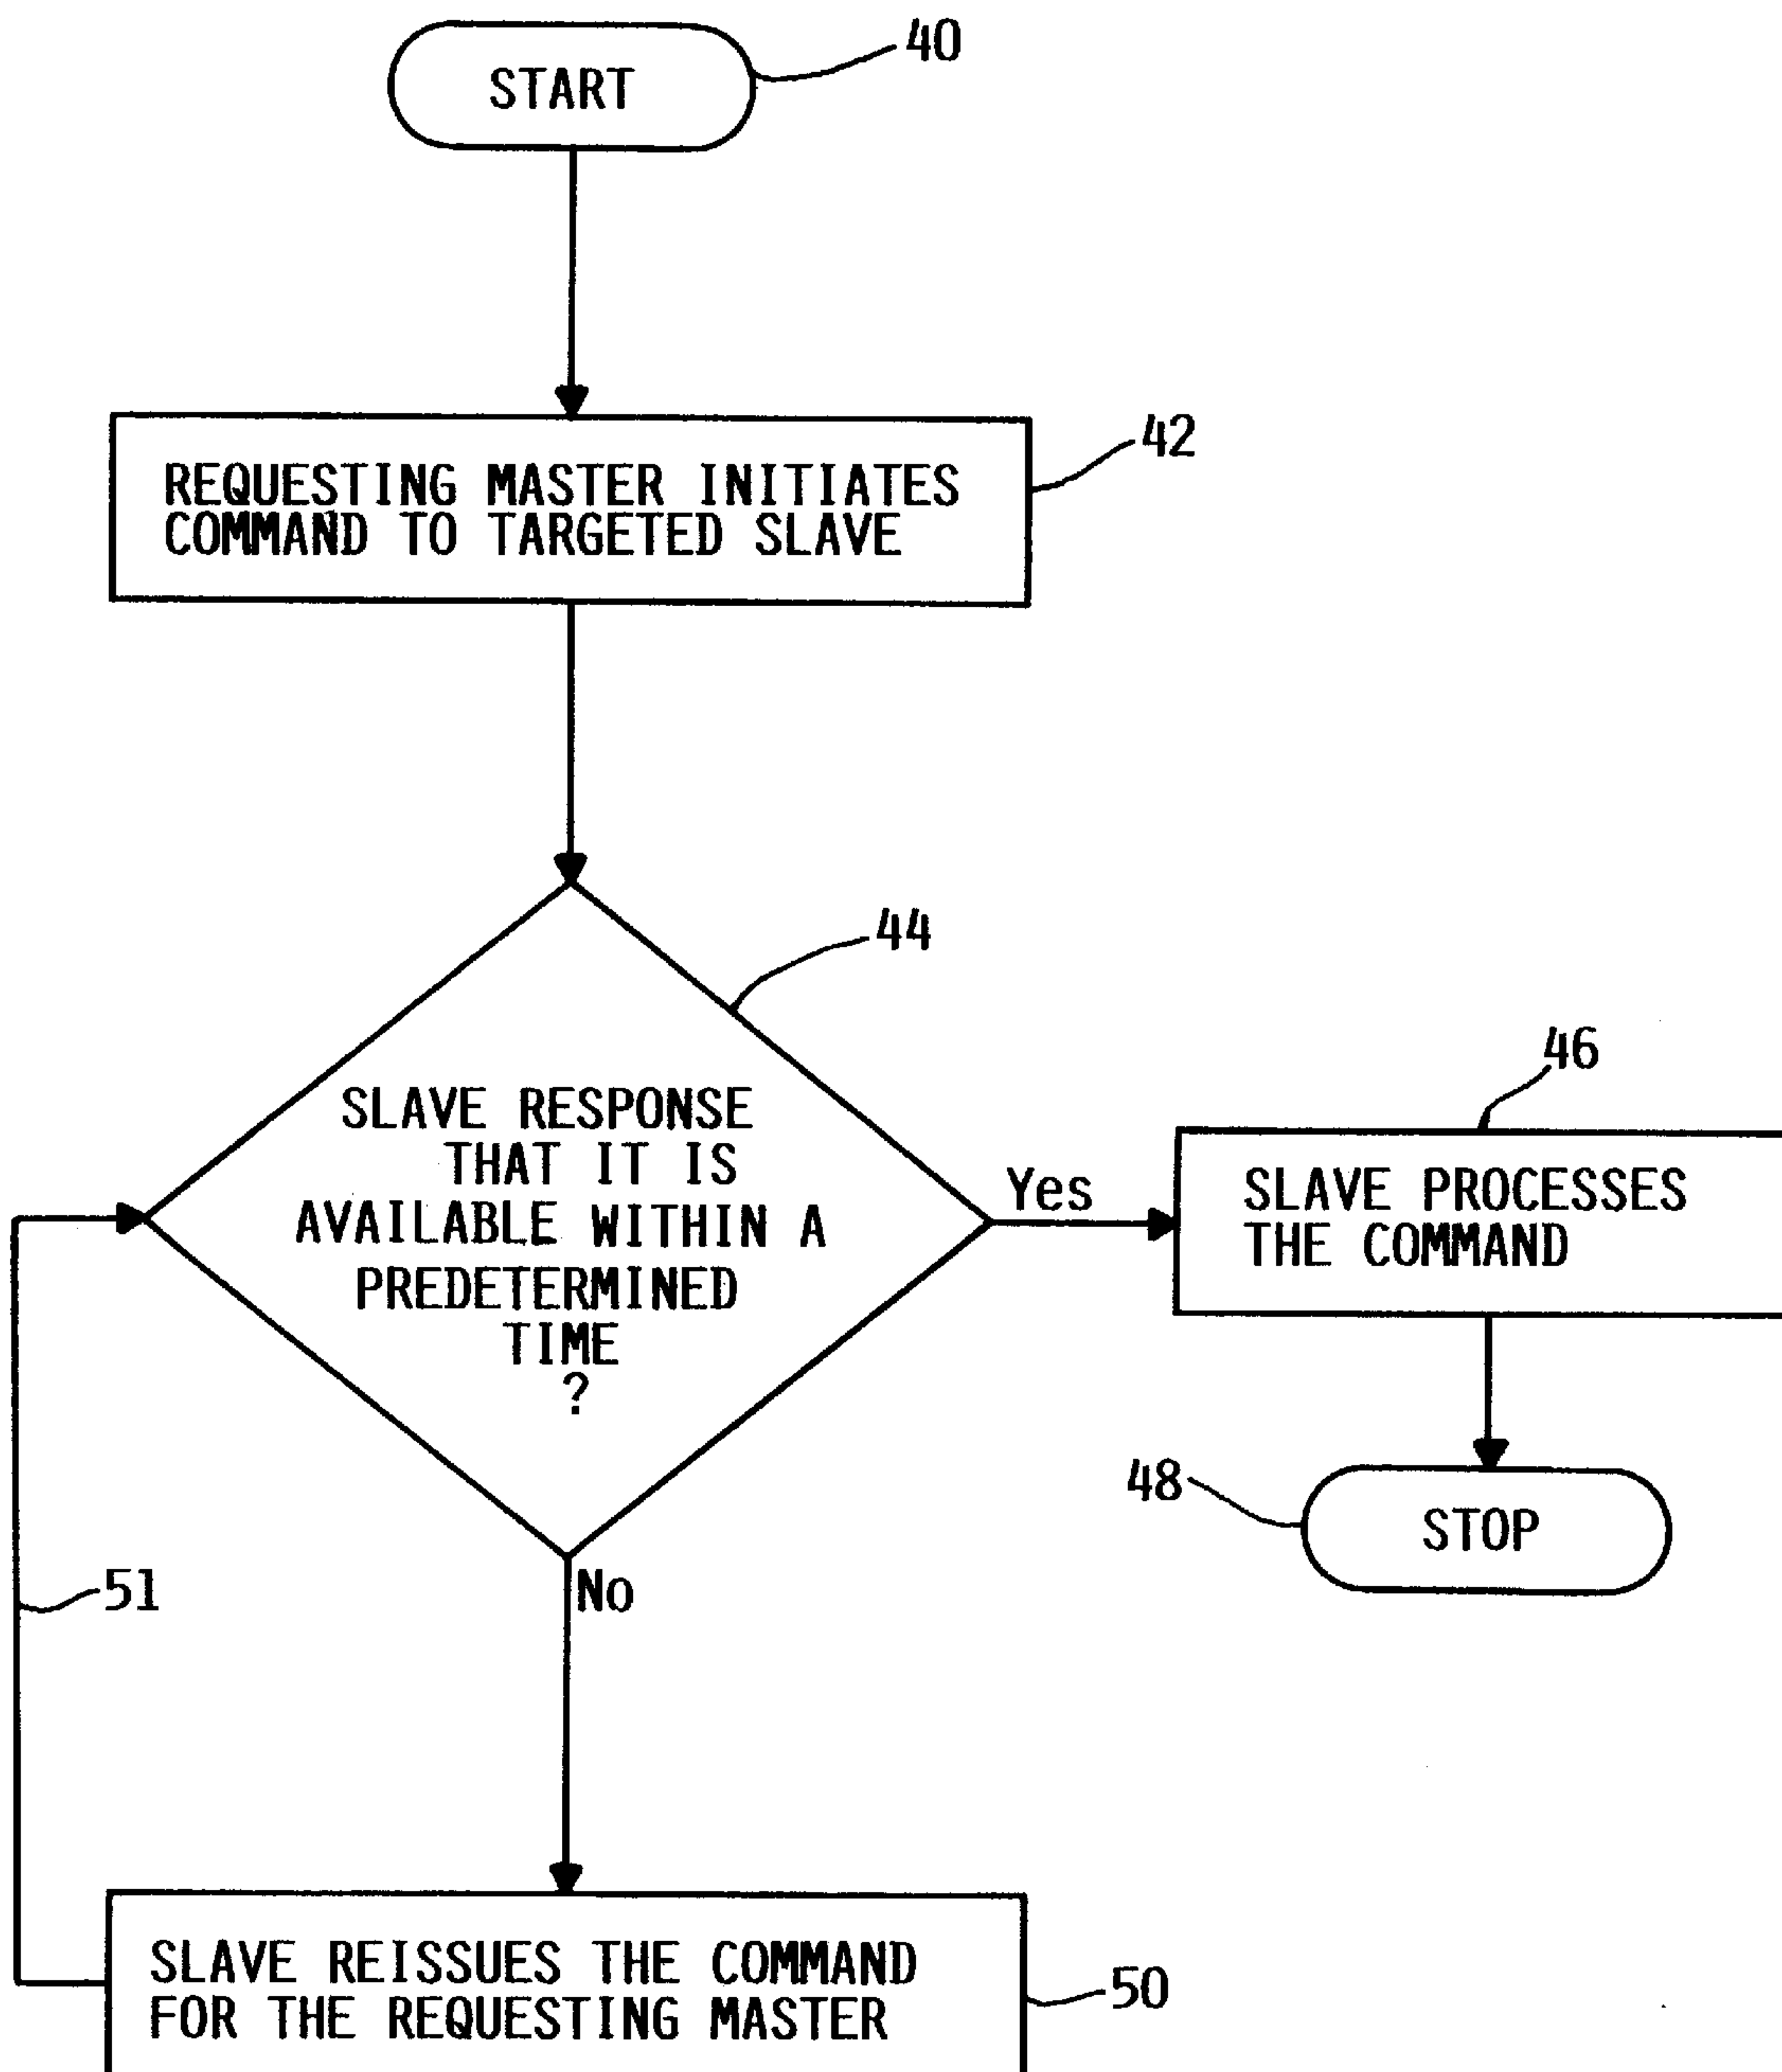 START
40
REQUESTING MASTER INITIATES
COMMAND TO TARGETED SLAVE
42
44
SLAVE RESPONSE
THAT IT IS
AVAILABLE WITHIN A
PREDETERMINED
TIME
?
Yes
46
SLAVE PROCESSES
THE COMMAND
48
STOP
51
No
SLAVE REISSUES THE COMMAND
FOR THE REQUESTING MASTER
50